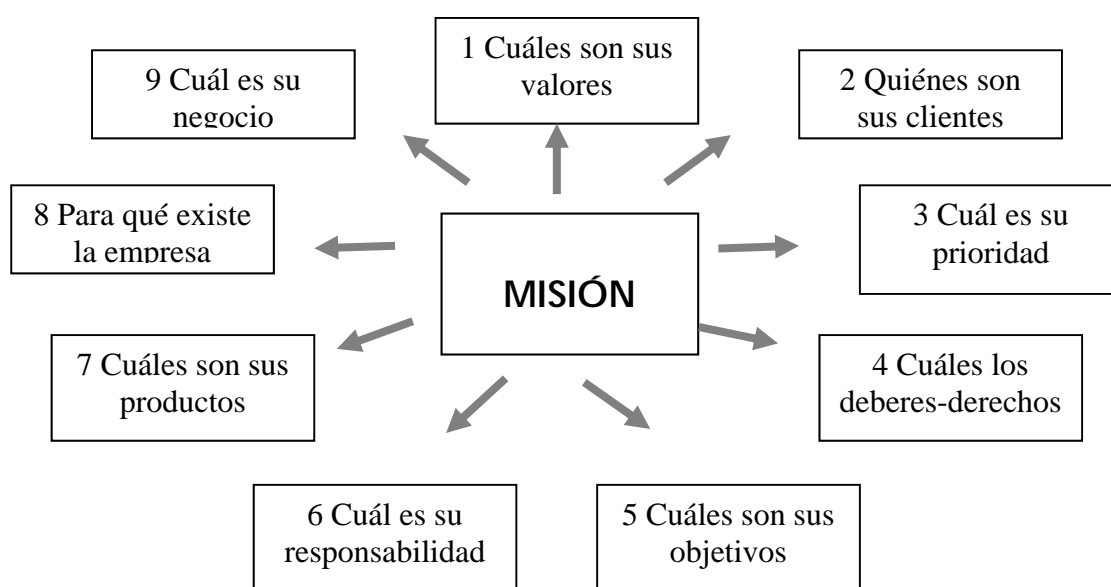 1 Cuáles son sus
valores
2 Quiénes son
sus clientes
3 Cuál es su
prioridad
4 Cuáles los
deberes-derechos
5 Cuáles son sus
objetivos
6 Cuál es su
responsabilidad
7 Cuáles son sus
productos
8 Para qué existe
la empresa
9 Cuál es su
negocio
MISIÓN